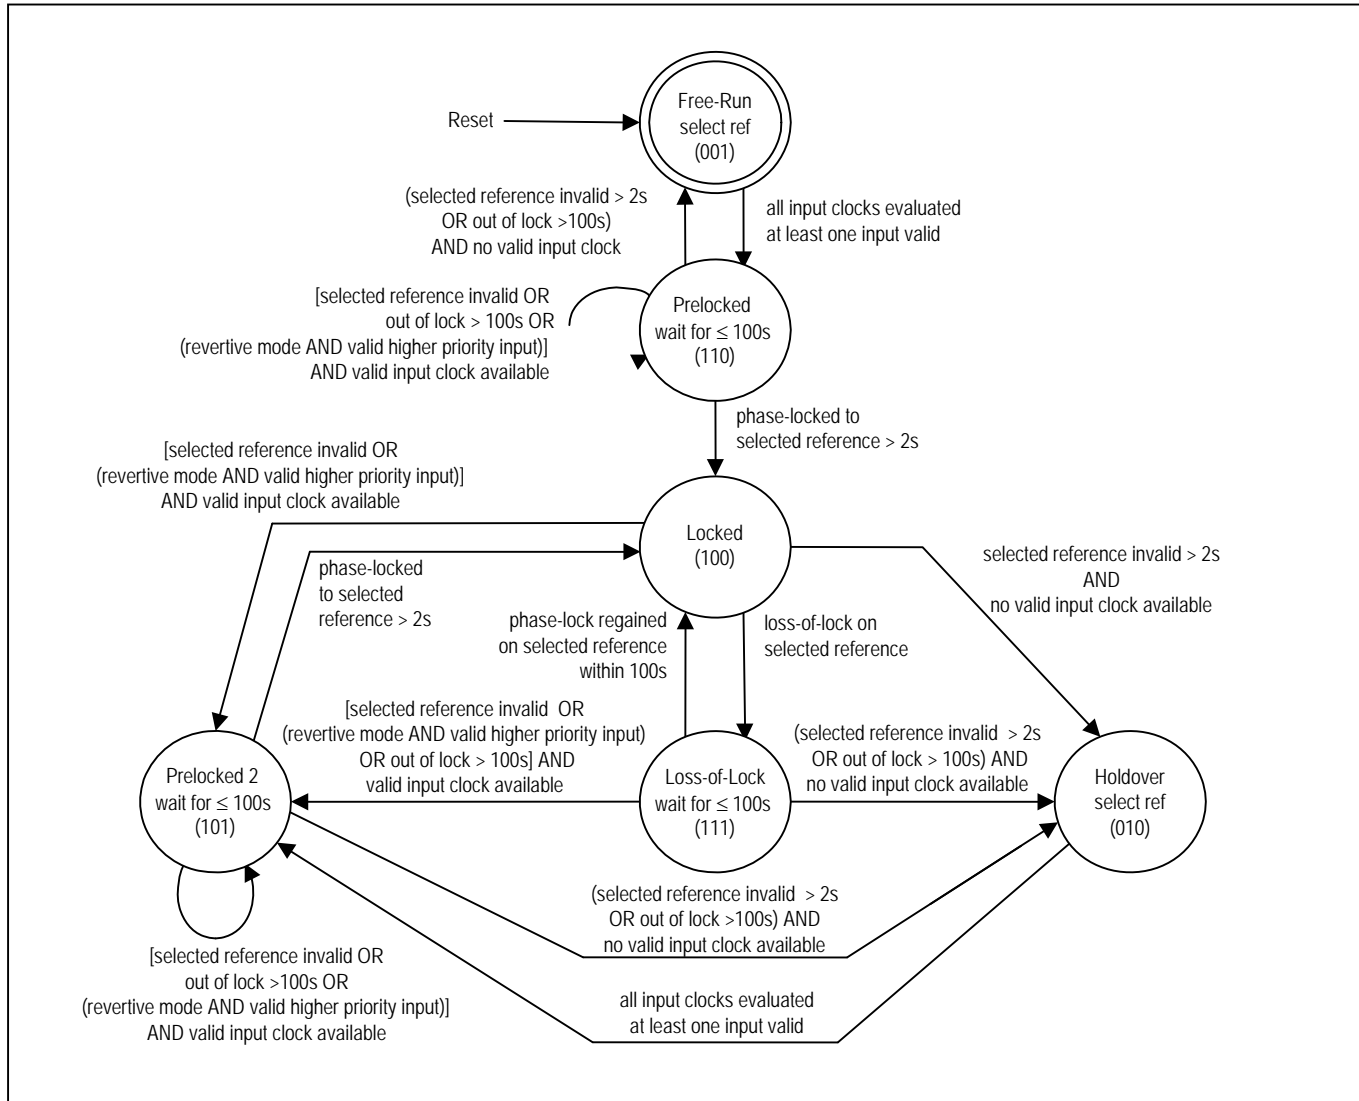 Free-Run
select ref
(001)
Reset
(selected reference invalid > 2s
OR out of lock >100s)
AND no valid input clock
all input clocks evaluated
at least one input valid
[selected reference invalid OR
out of lock > 100s OR
(revertive mode AND valid higher priority input)]
AND valid input clock available
Prelocked
wait for ≤ 100s
(110)
phase-locked to
selected reference > 2s
[selected reference invalid OR
(revertive mode AND valid higher priority input)]
AND valid input clock available
Locked
(100)
phase-locked
to selected
reference > 2s
selected reference invalid > 2s
AND
no valid input clock available
phase-lock regained
on selected reference
within 100s
loss-of-lock on
selected reference
[selected reference invalid OR
(revertive mode AND valid higher priority input)
OR out of lock > 100s] AND
valid input clock available
(selected reference invalid > 2s
OR out of lock > 100s) AND
no valid input clock available
Prelocked 2
wait for ≤ 100s
(101)
Loss-of-Lock
wait for ≤ 100s
(111)
Holdover
select ref
(010)
(selected reference invalid > 2s
OR out of lock >100s) AND
no valid input clock available
[selected reference invalid OR
out of lock >100s OR
(revertive mode AND valid higher priority input)]
AND valid input clock available
all input clocks evaluated
at least one input valid